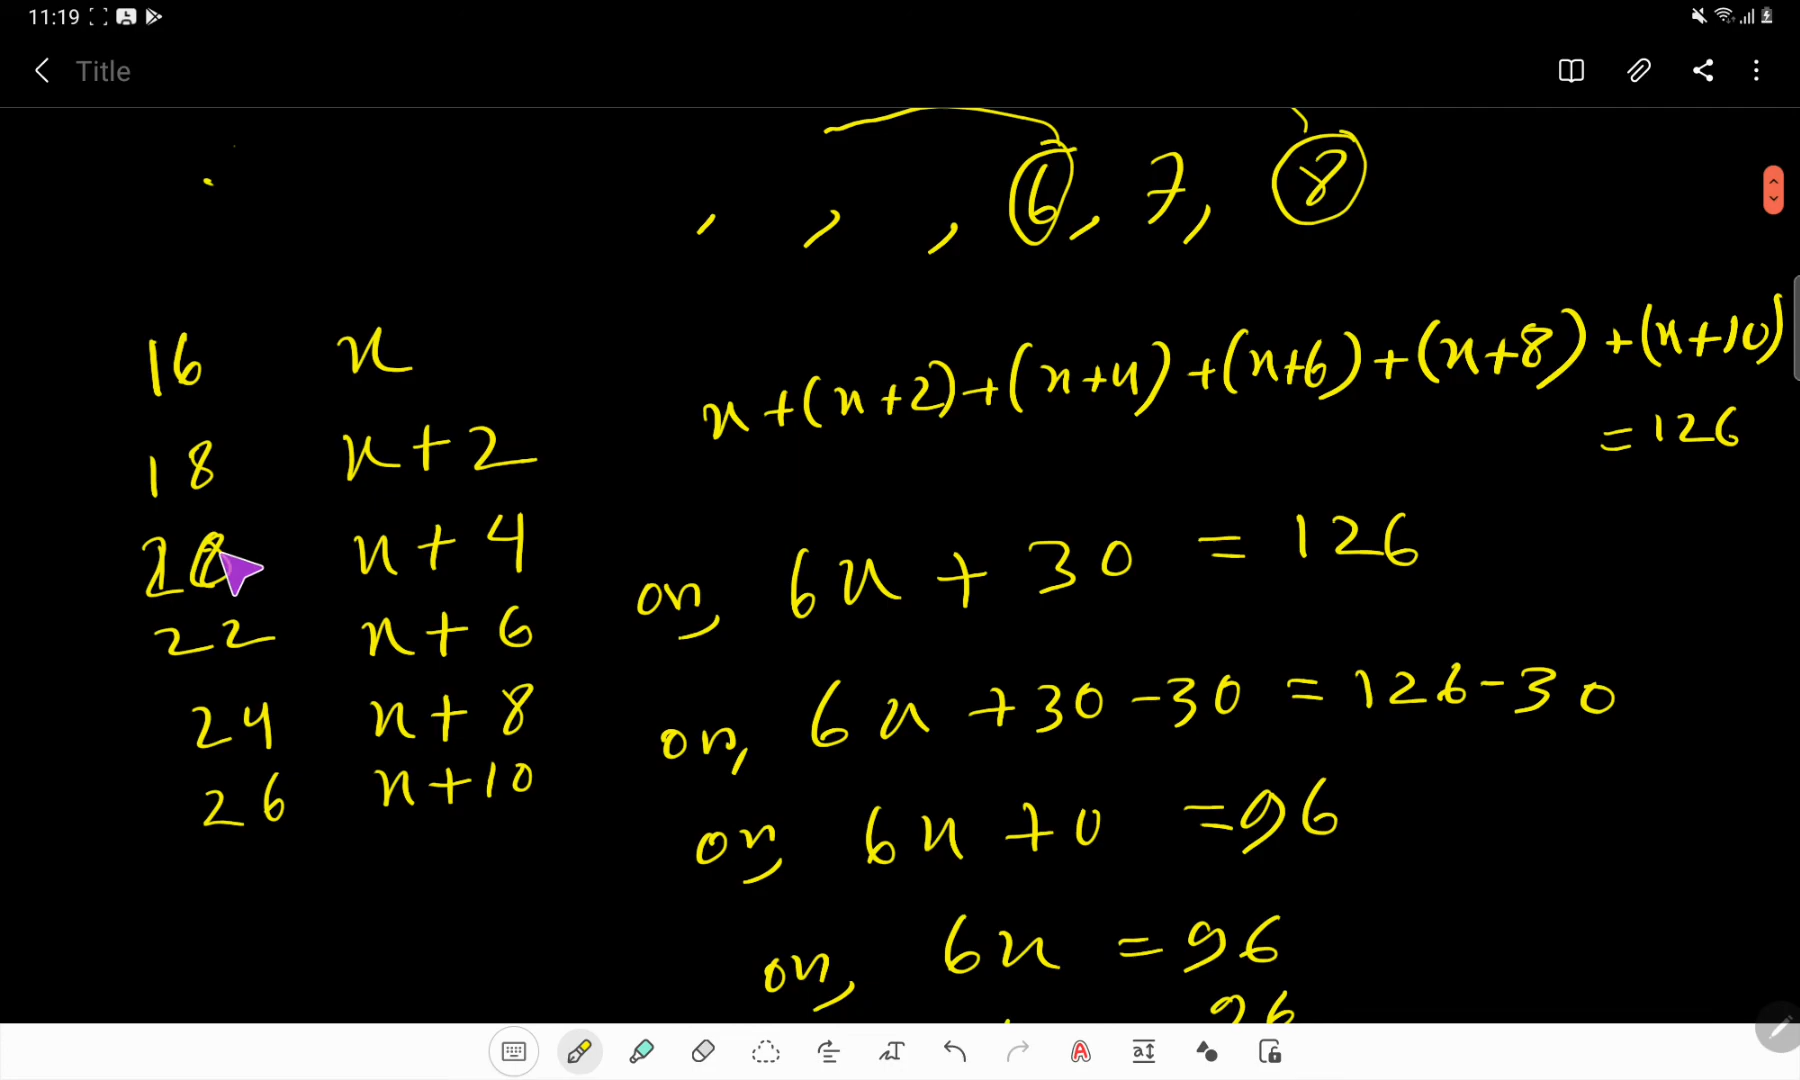 11:19
Title
, , , 6, 7, 8
16 x x+(x+2)+(x+4)+(x+6)+(x+8)+(x+10)
= 126
18 x+2
20 x+4
or, 6x + 30 = 126
22 x+6
24 x+8
or, 6x +30 -30 = 126-30
26 x+10
or, 6x +0 =96
or, 6x = 96
96